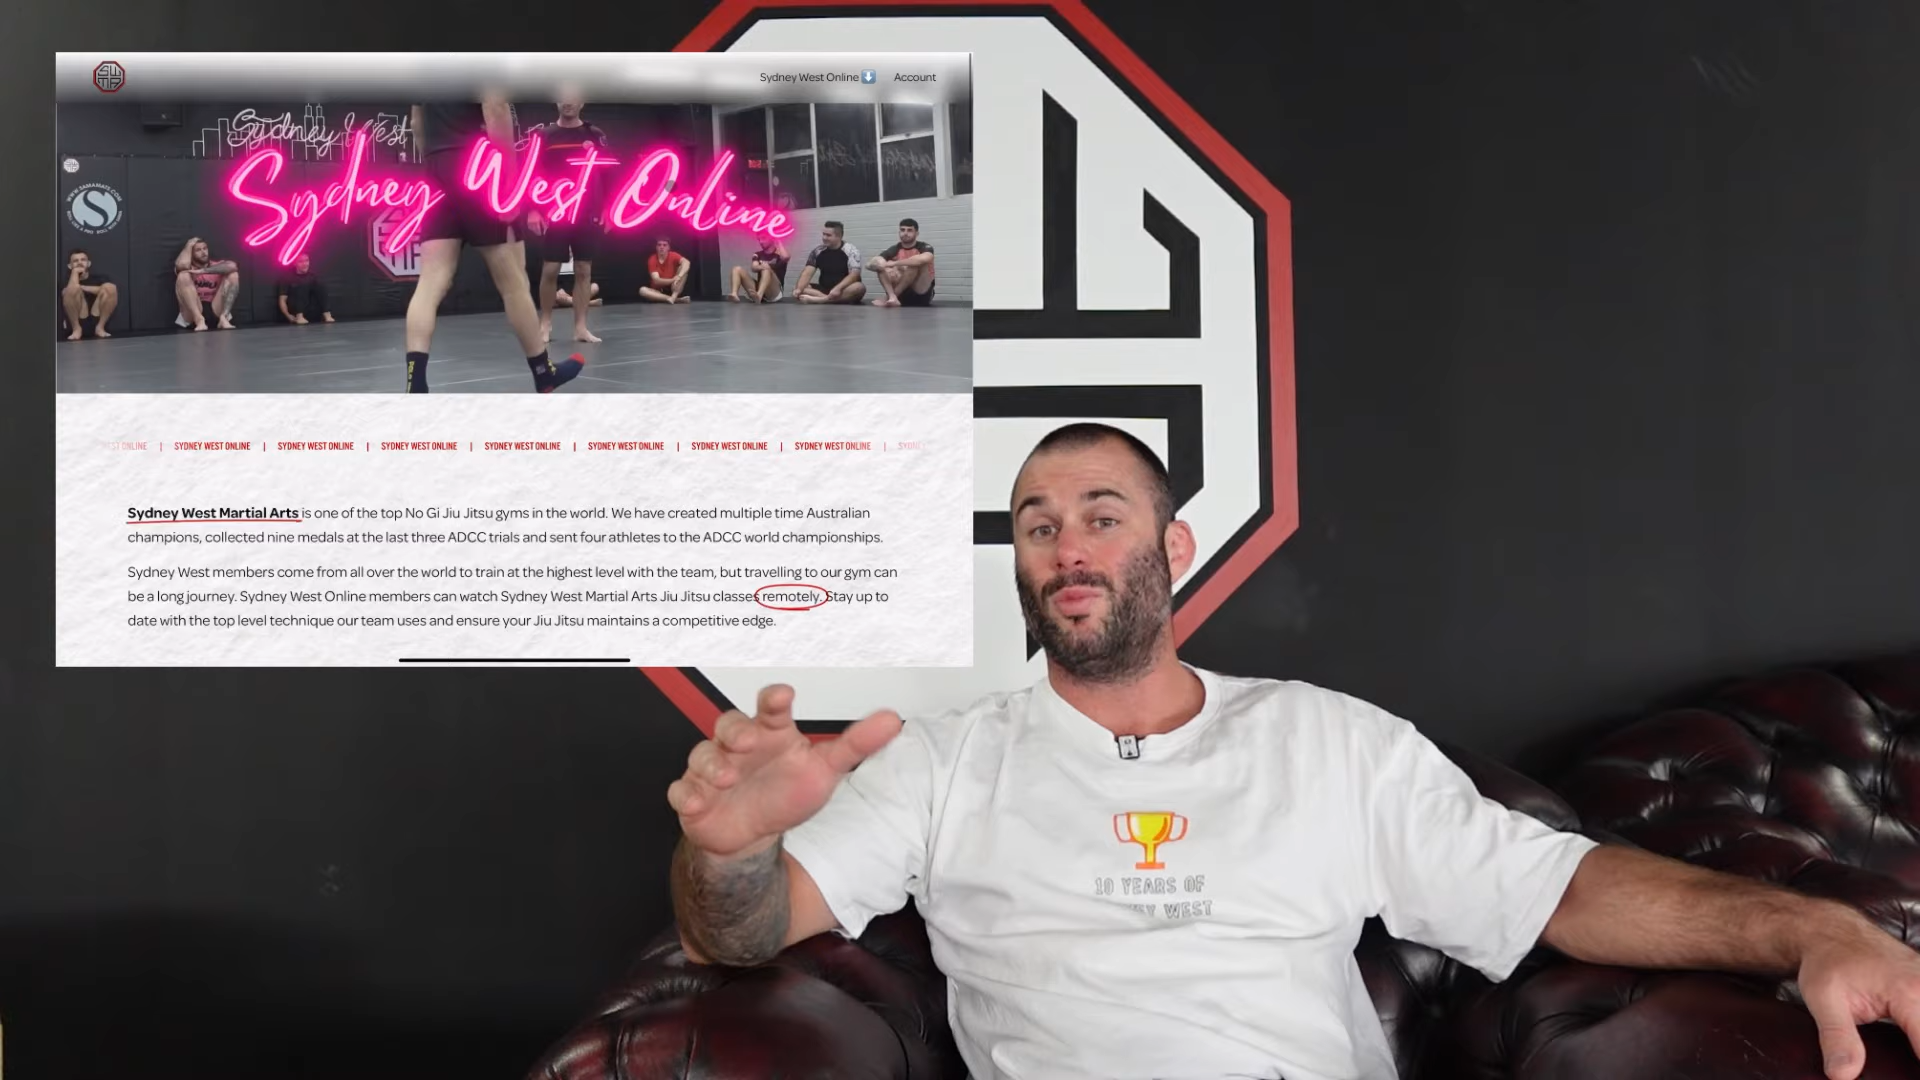 Sydney West Online Account
Sydney West
Sydney West Online
WWW.SAMAMATS.COM
S
SYDNEY WEST ONLINE | SYDNEY WEST ONLINE | SYDNEY WEST ONLINE | SYDNEY WEST ONLINE | SYDNEY WEST ONLINE | SYDNEY WEST ONLINE | SYDNEY WEST ONLINE
Sydney West Martial Arts is one of the top No Gi Jiu Jitsu gyms in the world. We have created multiple time Australian
champions, collected nine medals at the last three ADCC trials and sent four athletes to the ADCC world championships.
Sydney West members come from all over the world to train at the highest level with the team, but travelling to our gym can
be a long journey. Sydney West Online members can watch Sydney West Martial Arts Jiu Jitsu classes remotely. Stay up to
date with the top level technique our team uses and ensure your Jiu Jitsu maintains a competitive edge.
10 YEARS OF
WEST